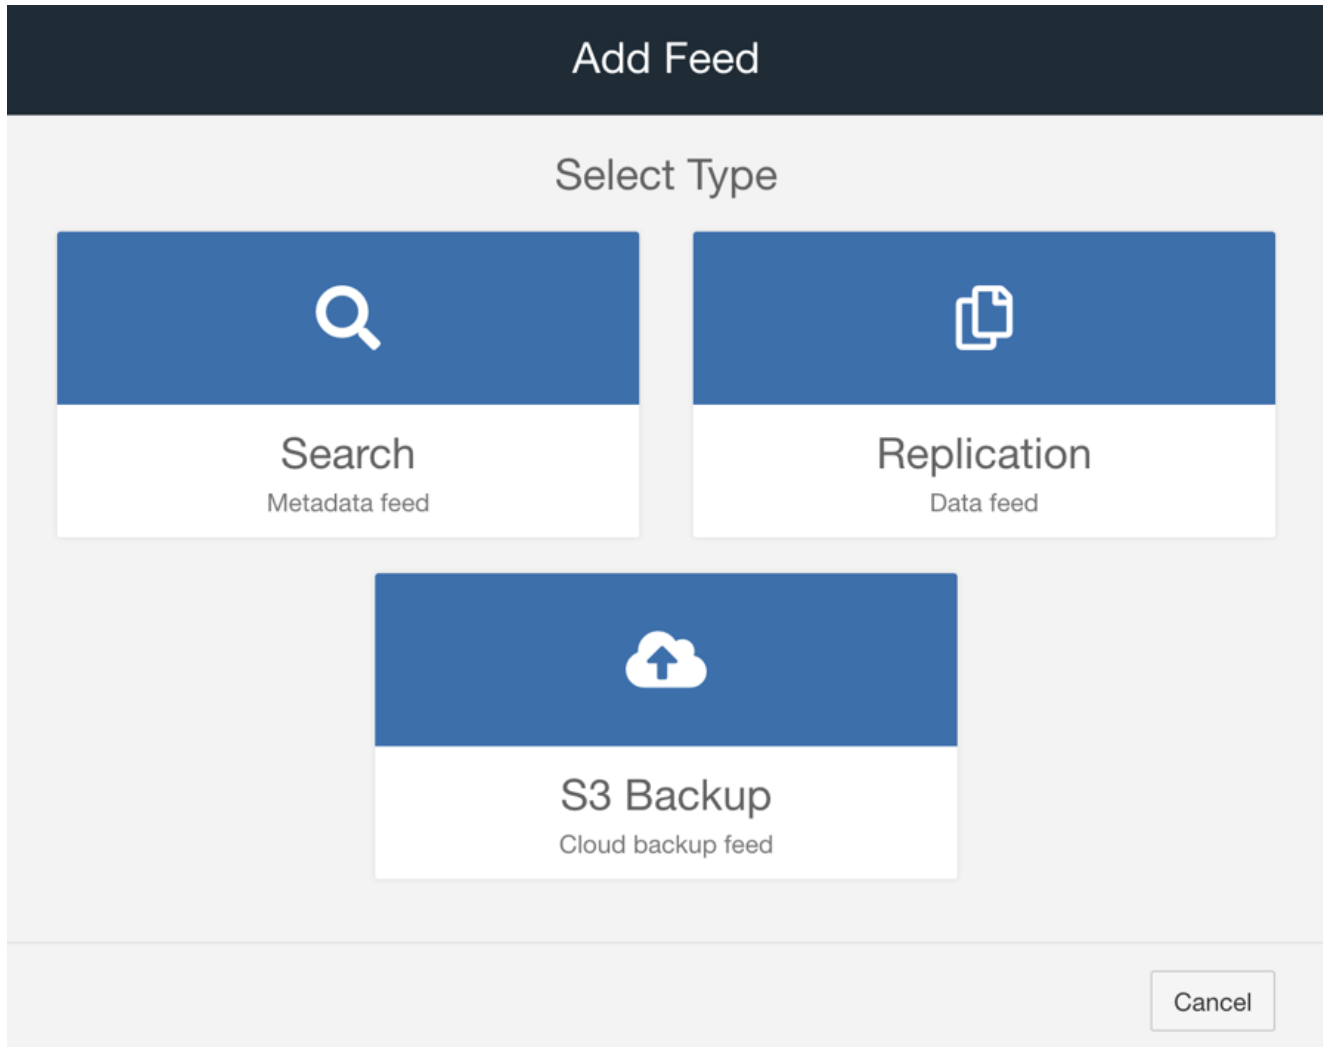 Add Feed
Select Type
Search
Metadata feed
Replication
Data feed
S3 Backup
Cloud backup feed
Cancel